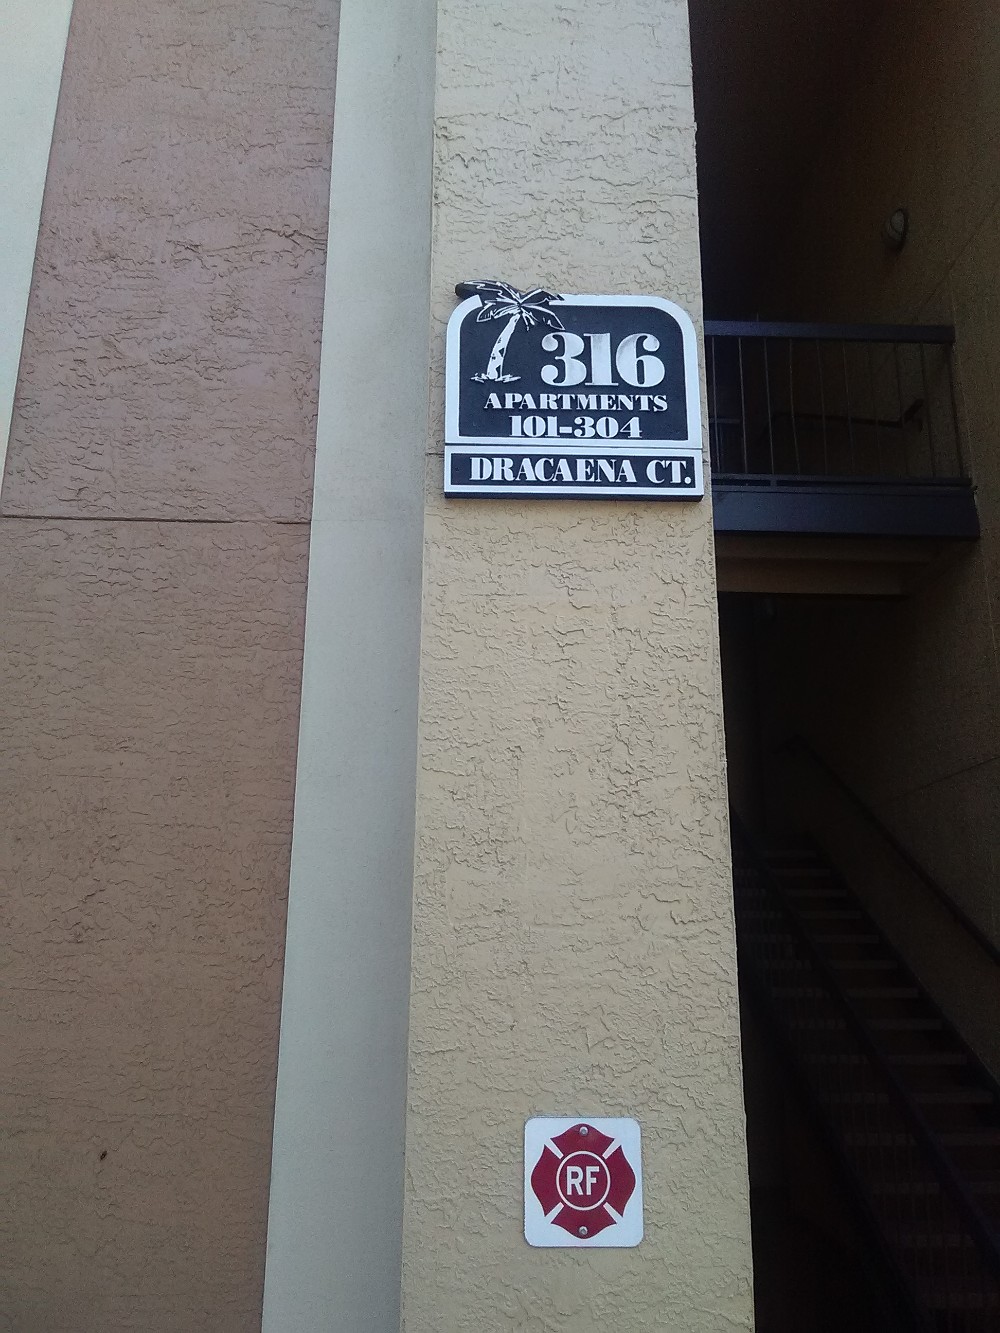 316
APARTMENTS
101-304
DRACAENA CT.
RF